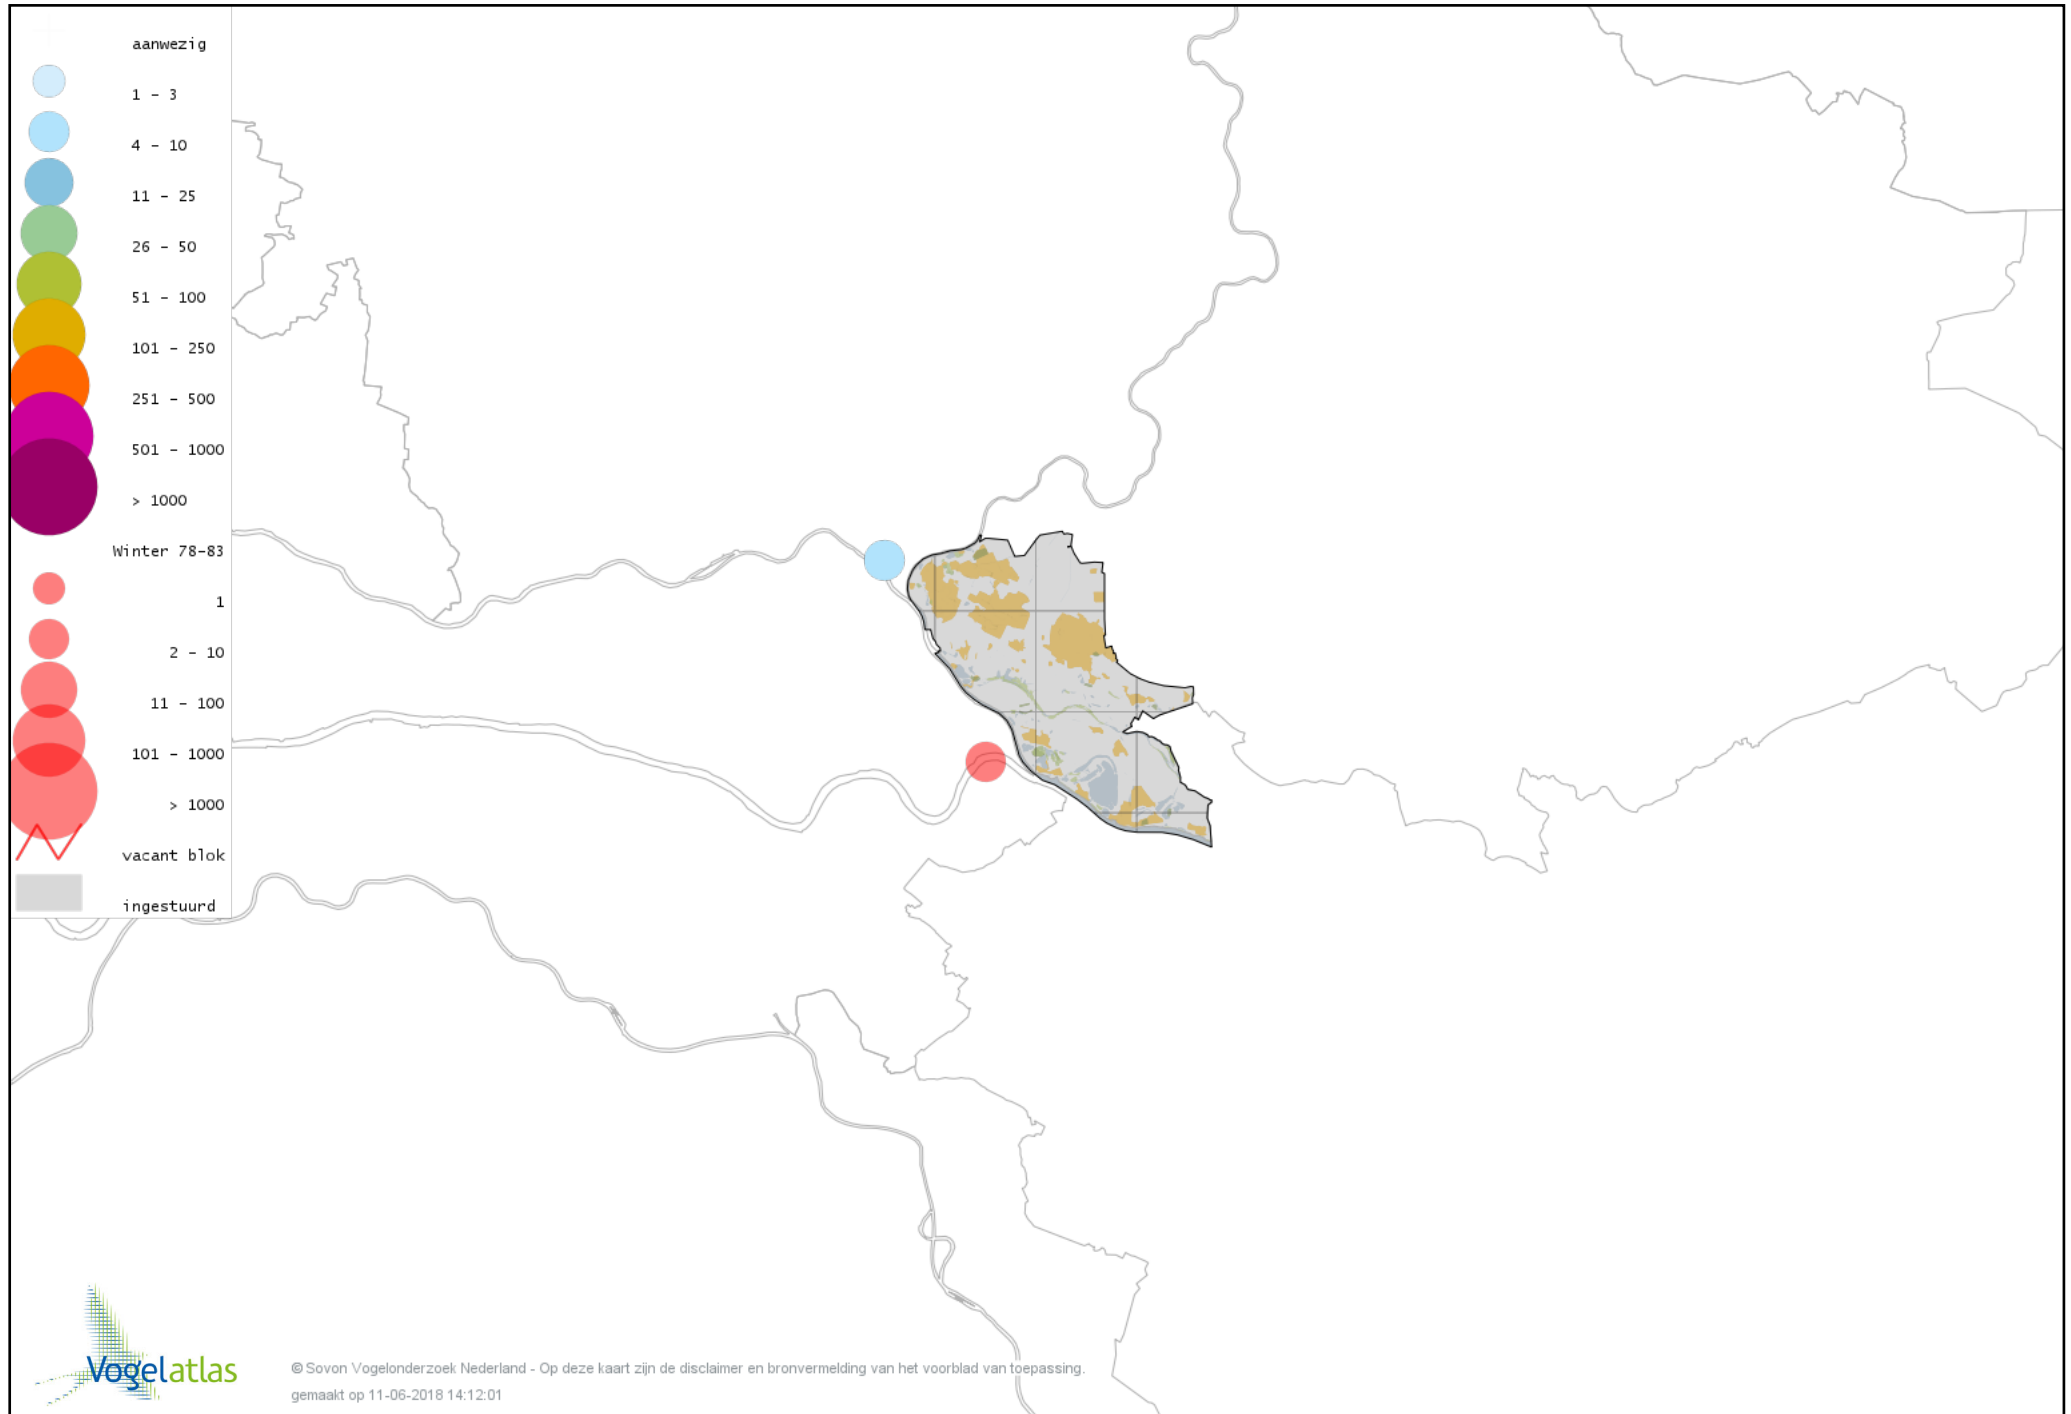 aanwezig
1 - 3
4 - 10
11 - 25
26 - 50
51 - 100
101 - 250
251 - 500
501 - 1000
> 1000
Winter 78-83
1
2 - 10
11 - 100
101 - 1000
> 1000
vacant blok
ingestuurd
Vogelatlas
© Sovon Vogelonderzoek Nederland - Op deze kaart zijn de disclaimer en bronvermelding van het voorblad van toepassing.
gemaakt op 11-06-2018 14:12:01